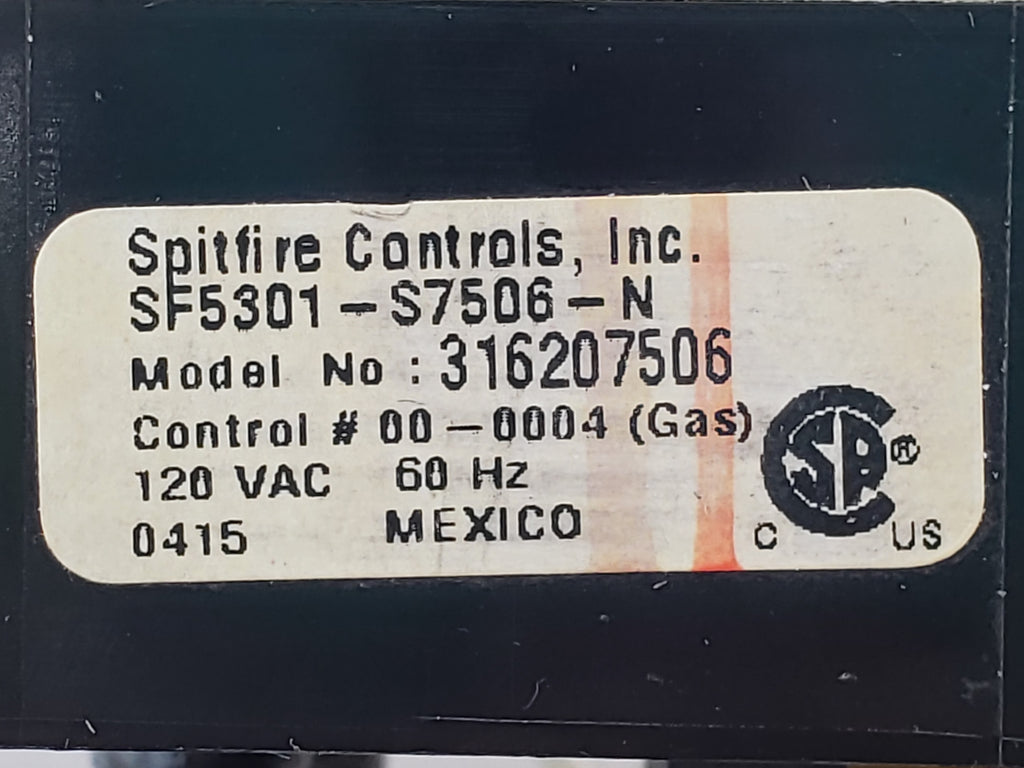 Spitfire Controls, Inc.
SF5301-S7506-N
Model No : 316207506
Control # 00-0004 (Gas)
120 VAC 60 Hz
0415 MEXICO
SP ®
C US